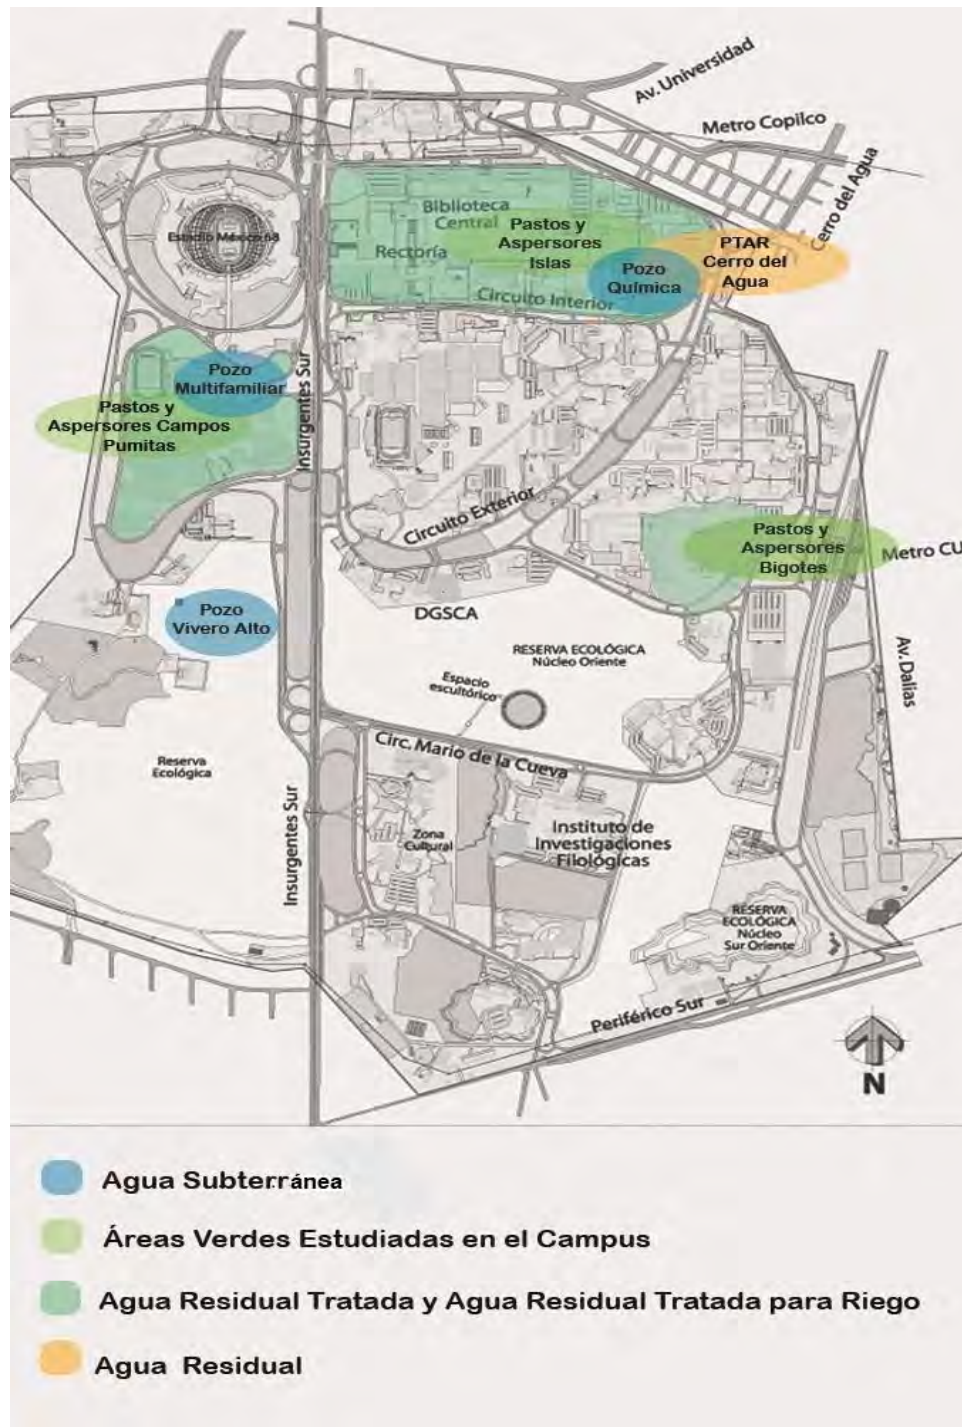 Av. Universidad
Metro Copilco
Cerro del Agua
Biblioteca
Central
Rectoría
Pastos y
Aspersores
Islas
PTAR
Cerro del
Agua
Pozo
Química
Circuito Interior
Estadio México 68
Pozo
Multifamiliar
Pastos y
Aspersores Campos
Pumitas
Insurgentes Sur
Circuito Exterior
Pastos y
Aspersores
Bigotes
Metro CU
Pozo
Vivero Alto
DGSCA
RESERVA ECOLÓGICA
Núcleo Oriente
Av. Dalias
Espacio
escultórico
Circ. Mario de la Cueva
Reserva
Ecológica
Insurgentes Sur
Zona
Cultural
Instituto de
Investigaciones
Filológicas
RESERVA
ECOLÓGICA
Núcleo
Sur Oriente
Periférico Sur
N
Agua Subterránea
Áreas Verdes Estudiadas en el Campus
Agua Residual Tratada y Agua Residual Tratada para Riego
Agua Residual